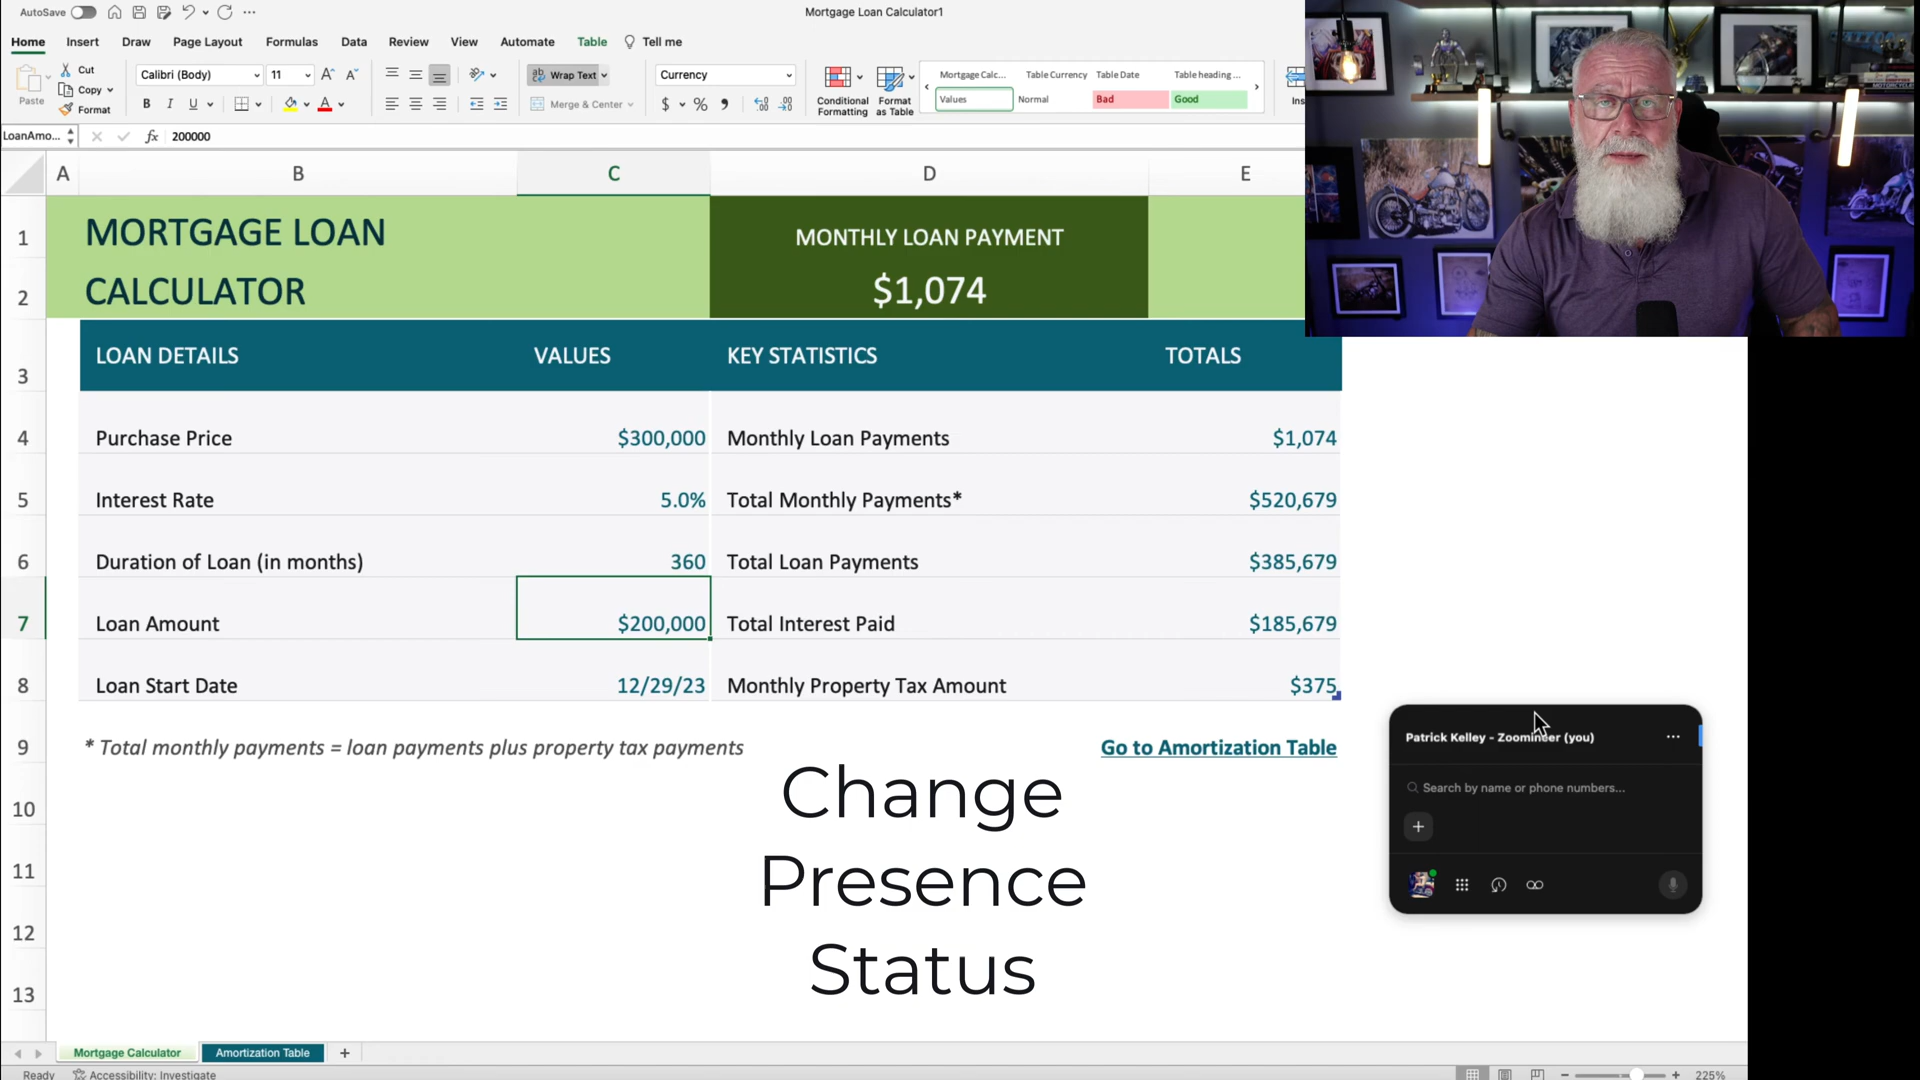 AutoSave
Mortgage Loan Calculator1
Home Insert Draw Page Layout Formulas Data Review View Automate Table Tell me
Paste
Cut
Copy
Format
Calibri (Body) 11
B I U
Wrap Text
Merge & Center
Currency
$ %
Conditional Formatting
Format as Table
Mortgage Calc... Table Currency Table Date Table heading ...
Values Normal Bad Good
Ins
LoanAmo... fx 200000
A B C D E
1
2
3
4
5
6
7
8
9
10
11
12
13
MORTGAGE LOAN
CALCULATOR
MONTHLY LOAN PAYMENT
$1,074
LOAN DETAILS VALUES KEY STATISTICS TOTALS
Purchase Price $300,000 Monthly Loan Payments $1,074
Interest Rate 5.0% Total Monthly Payments* $520,679
Duration of Loan (in months) 360 Total Loan Payments $385,679
Loan Amount $200,000 Total Interest Paid $185,679
Loan Start Date 12/29/23 Monthly Property Tax Amount $375
* Total monthly payments = loan payments plus property tax payments
Go to Amortization Table
Change
Presence
Status
Patrick Kelley - Zoomineer (you)
Search by name or phone numbers...
Mortgage Calculator Amortization Table
Ready Accessibility: Investigate 225%